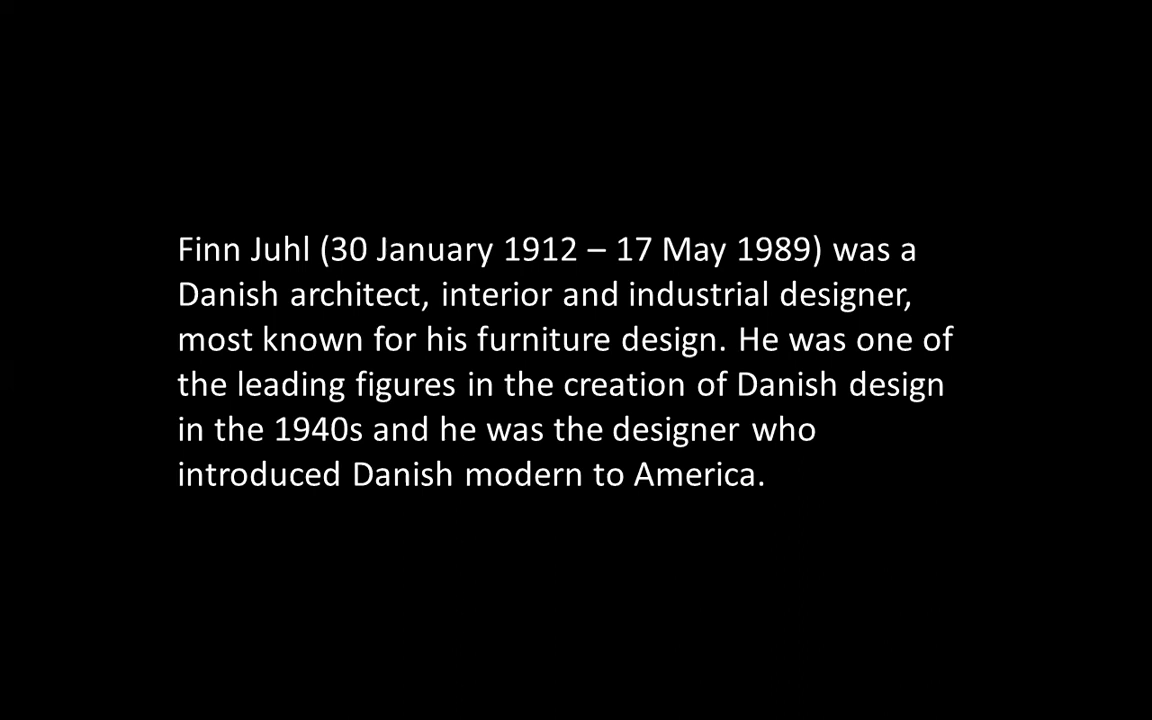 Finn Juhl (30 January 1912 – 17 May 1989) was a
Danish architect, interior and industrial designer,
most known for his furniture design. He was one of
the leading figures in the creation of Danish design
in the 1940s and he was the designer who
introduced Danish modern to America.